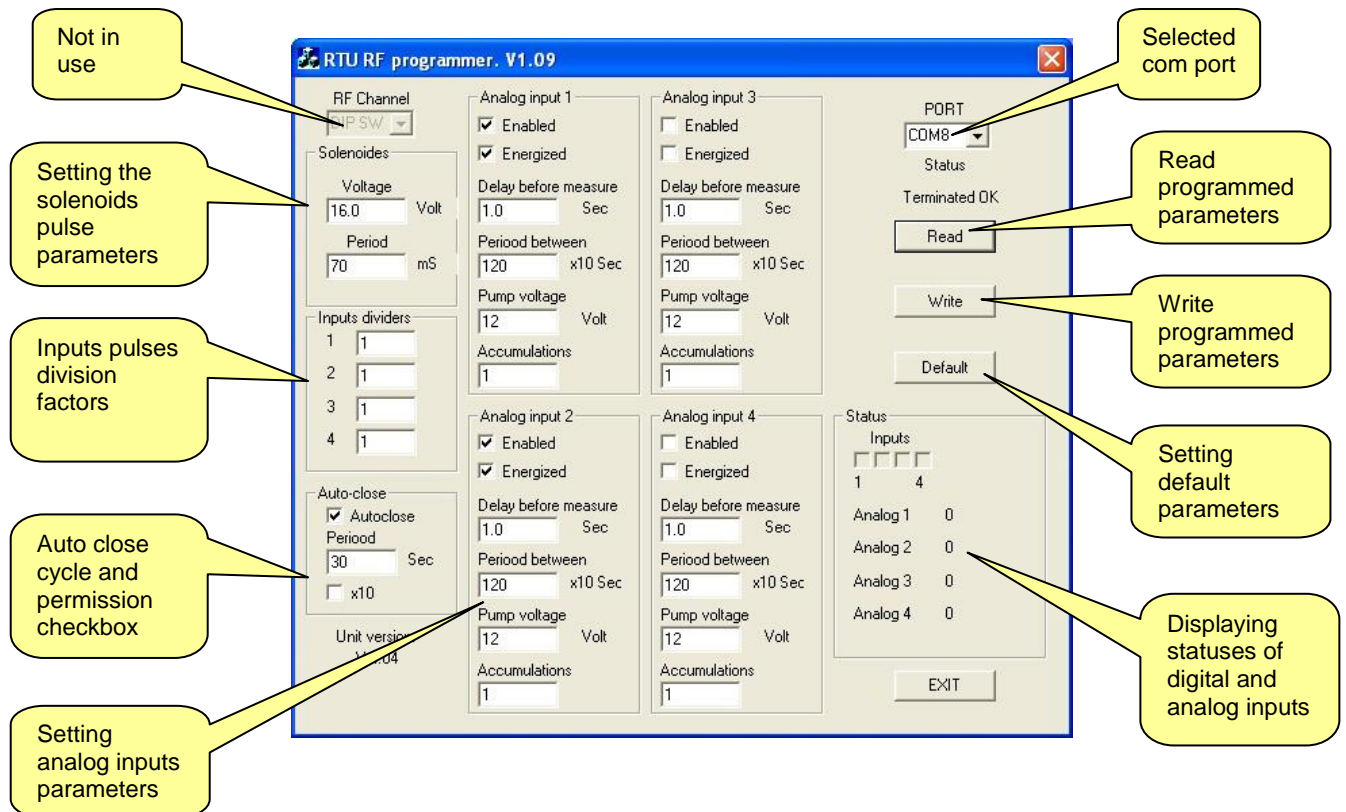 Not in
use
Setting the
solenoids
pulse
parameters
Inputs pulses
division
factors
Auto close
cycle and
permission
checkbox
Setting
analog inputs
parameters
RTU RF programmer. V1.09
RF Channel
DIP SW
Solenoides
Voltage
16.0 Volt
Period
70 mS
Inputs dividers
1 1
2 1
3 1
4 1
Auto-close
Autoclose
Periood
30 Sec
x10
Unit version
Analog input 1
Enabled
Energized
Delay before measure
1.0 Sec
Periood between
120 x10 Sec
Pump voltage
12 Volt
Accumulations
1
Analog input 2
Enabled
Energized
Delay before measure
1.0 Sec
Periood between
120 x10 Sec
Pump voltage
12 Volt
Accumulations
1
Analog input 3
Enabled
Energized
Delay before measure
1.0 Sec
Periood between
120 x10 Sec
Pump voltage
12 Volt
Accumulations
1
Analog input 4
Enabled
Energized
Delay before measure
1.0 Sec
Periood between
120 x10 Sec
Pump voltage
12 Volt
Accumulations
1
PORT
COM8
Status
Terminated OK
Read
Write
Default
Status
Inputs
1 4
Analog 1 0
Analog 2 0
Analog 3 0
Analog 4 0
EXIT
Selected
com port
Read
programmed
parameters
Write
programmed
parameters
Setting
default
parameters
Displaying
statuses of
digital and
analog inputs